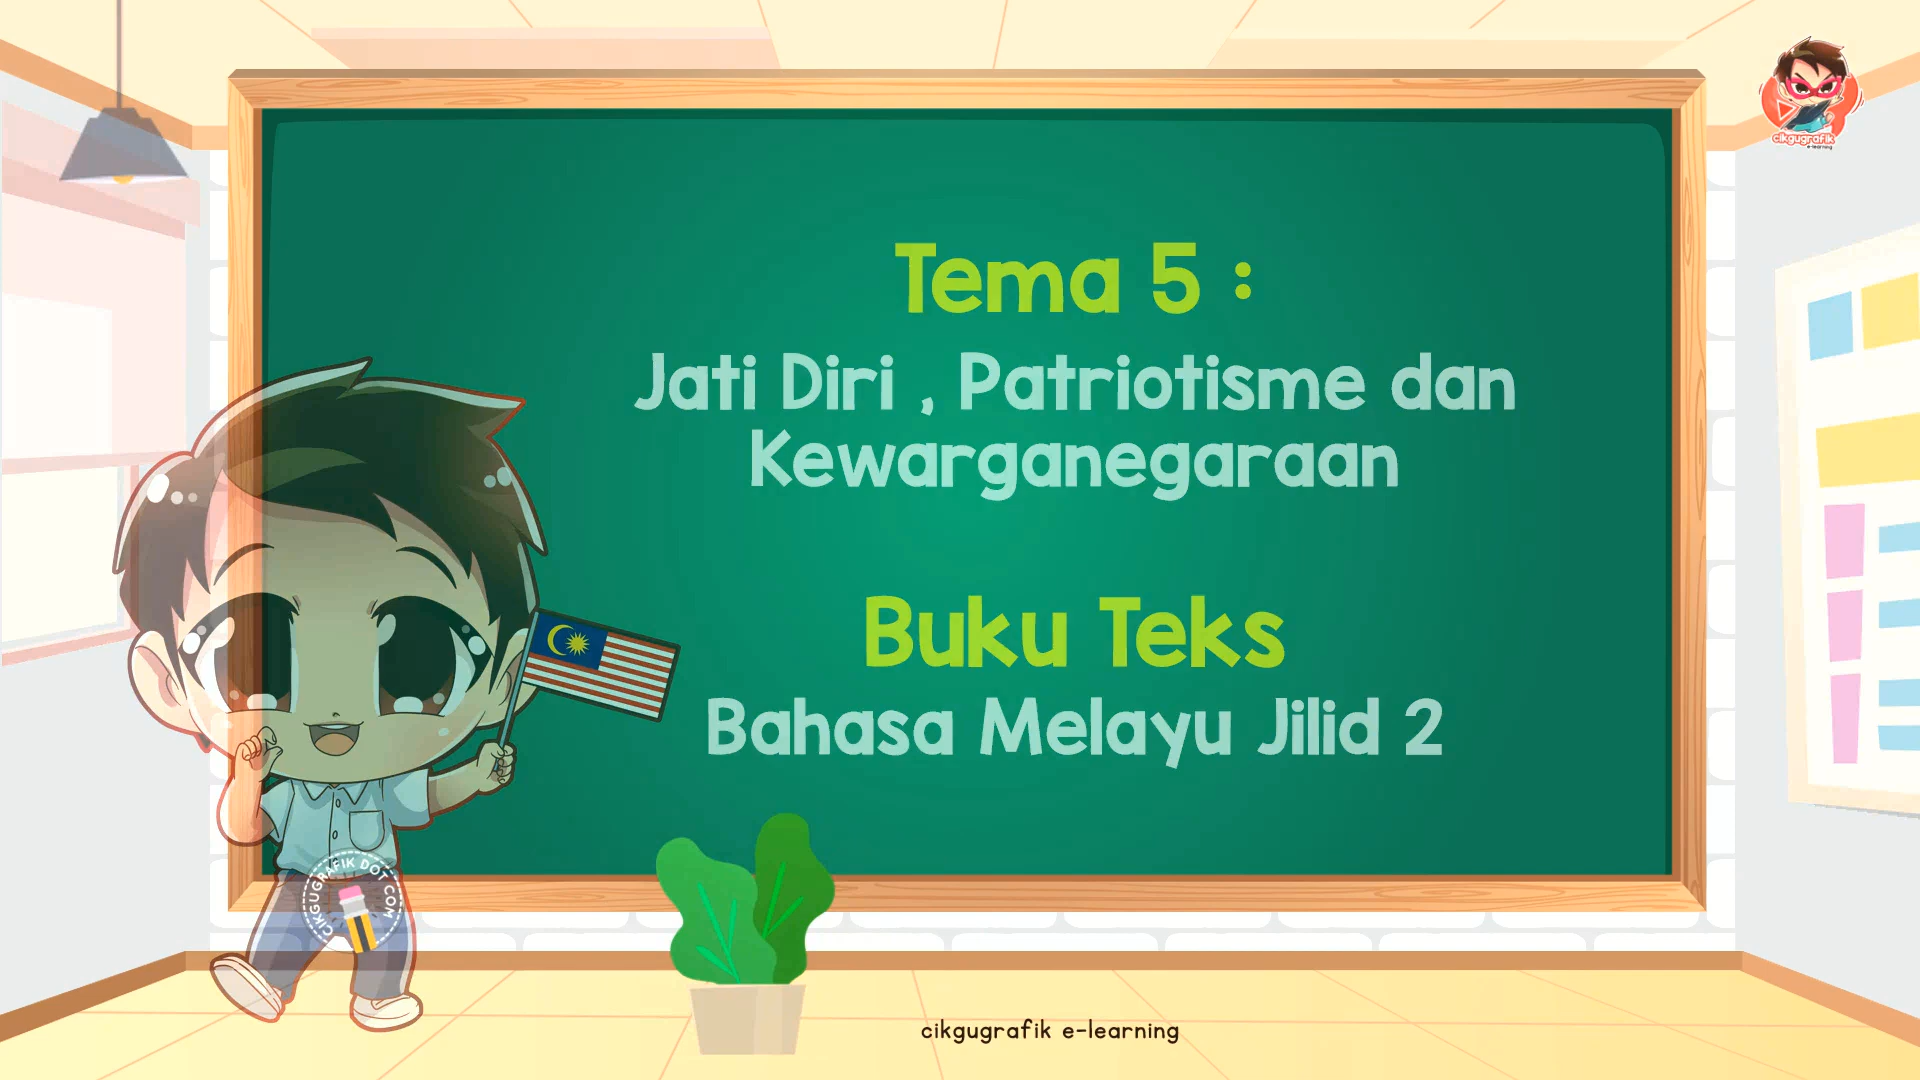 cikgugrafik
e-learning
Tema 5 :
Jati Diri , Patriotisme dan
Kewarganegaraan
Buku Teks
Bahasa Melayu Jilid 2
CIKGUGRAFIK DOT COM
cikgugrafik e-learning